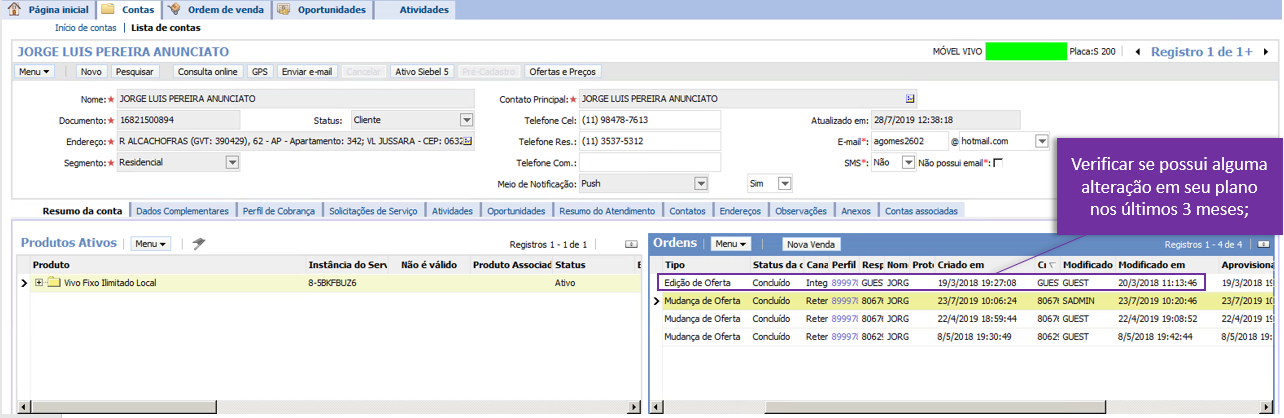 Página inicial Contas Ordem de venda Oportunidades Atividades
Início de contas | Lista de contas
JORGE LUIS PEREIRA ANUNCIATO MÓVEL VIVO Placa:S 200 Registro 1 de 1+
Menu Novo Pesquisar Consulta online GPS Enviar e-mail Cancelar Ativo Siebel 5 Pré-Cadastro Ofertas e Preços
Nome:* JORGE LUIS PEREIRA ANUNCIATO Contato Principal:* JORGE LUIS PEREIRA ANUNCIATO
Documento:* 16821500894 Status: Cliente Telefone Cel: (11) 98478-7613 Atualizado em: 28/7/2019 12:38:18
Endereço:* R ALCACHOFRAS (GVT: 390429), 62 - AP - Apartamento: 342; VL JUSSARA - CEP: 0632 Telefone Res.: (11) 3537-5312 E-mail*: agomes2602 @ hotmail.com
Segmento:* Residencial Telefone Com.: SMS*: Não Não possui email*:
Meio de Notificação: Push Sim
Verificar se possui alguma
alteração em seu plano
nos últimos 3 meses;
Resumo da conta Dados Complementares Perfil de Cobrança Solicitações de Serviço Atividades Oportunidades Resumo do Atendimento Contatos Endereços Observações Anexos Contas associadas
Produtos Ativos Menu Registros 1 - 1 de 1
Produto Instância do Serv Não é válido Produto Associad Status E
Vivo Fixo Ilimitado Local 8-5BKFBUZ6 Ativo
Ordens Menu Nova Venda Registros 1 - 4 de 4
Tipo Status da c Cana Perfil Resp Nom Proto Criado em Cr Modificado Modificado em Aprovisiona
Edição de Oferta Concluído Integ 899978 GUES JORG 19/3/2018 19:27:08 GUES GUEST 20/3/2018 11:13:46 19/3/2018 19
Mudança de Oferta Concluído Reter 899978 80676 JORG 23/7/2019 10:06:24 80676 SADMIN 23/7/2019 10:20:46 23/7/2019 10
Mudança de Oferta Concluído Reter 899978 80676 JORG 22/4/2019 18:59:44 80676 GUEST 22/4/2019 19:08:52 22/4/2019 19
Mudança de Oferta Concluído Reter 899978 80629 JORG 8/5/2018 19:30:49 80629 GUEST 8/5/2018 19:42:44 8/5/2018 19: